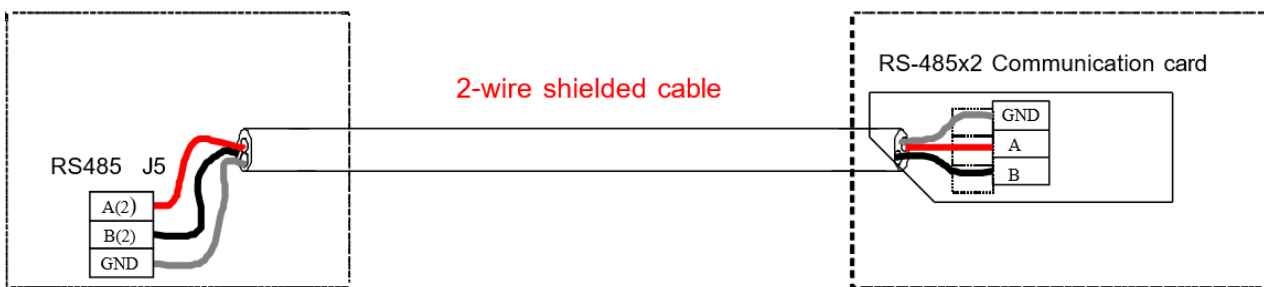 RS-485x2 Communication card
2-wire shielded cable
GND
A
B
RS485 J5
A(2)
B(2)
GND